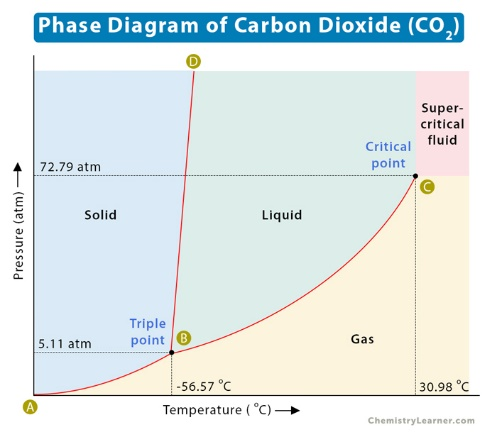 Phase Diagram of Carbon Dioxide (CO₂)
D
Super-
critical
fluid
Critical
point
72.79 atm
C
Pressure (atm)
Solid
Liquid
Triple
point
B
5.11 atm
Gas
-56.57 °C
30.98 °C
A
Temperature ( °C)
ChemistryLearner.com